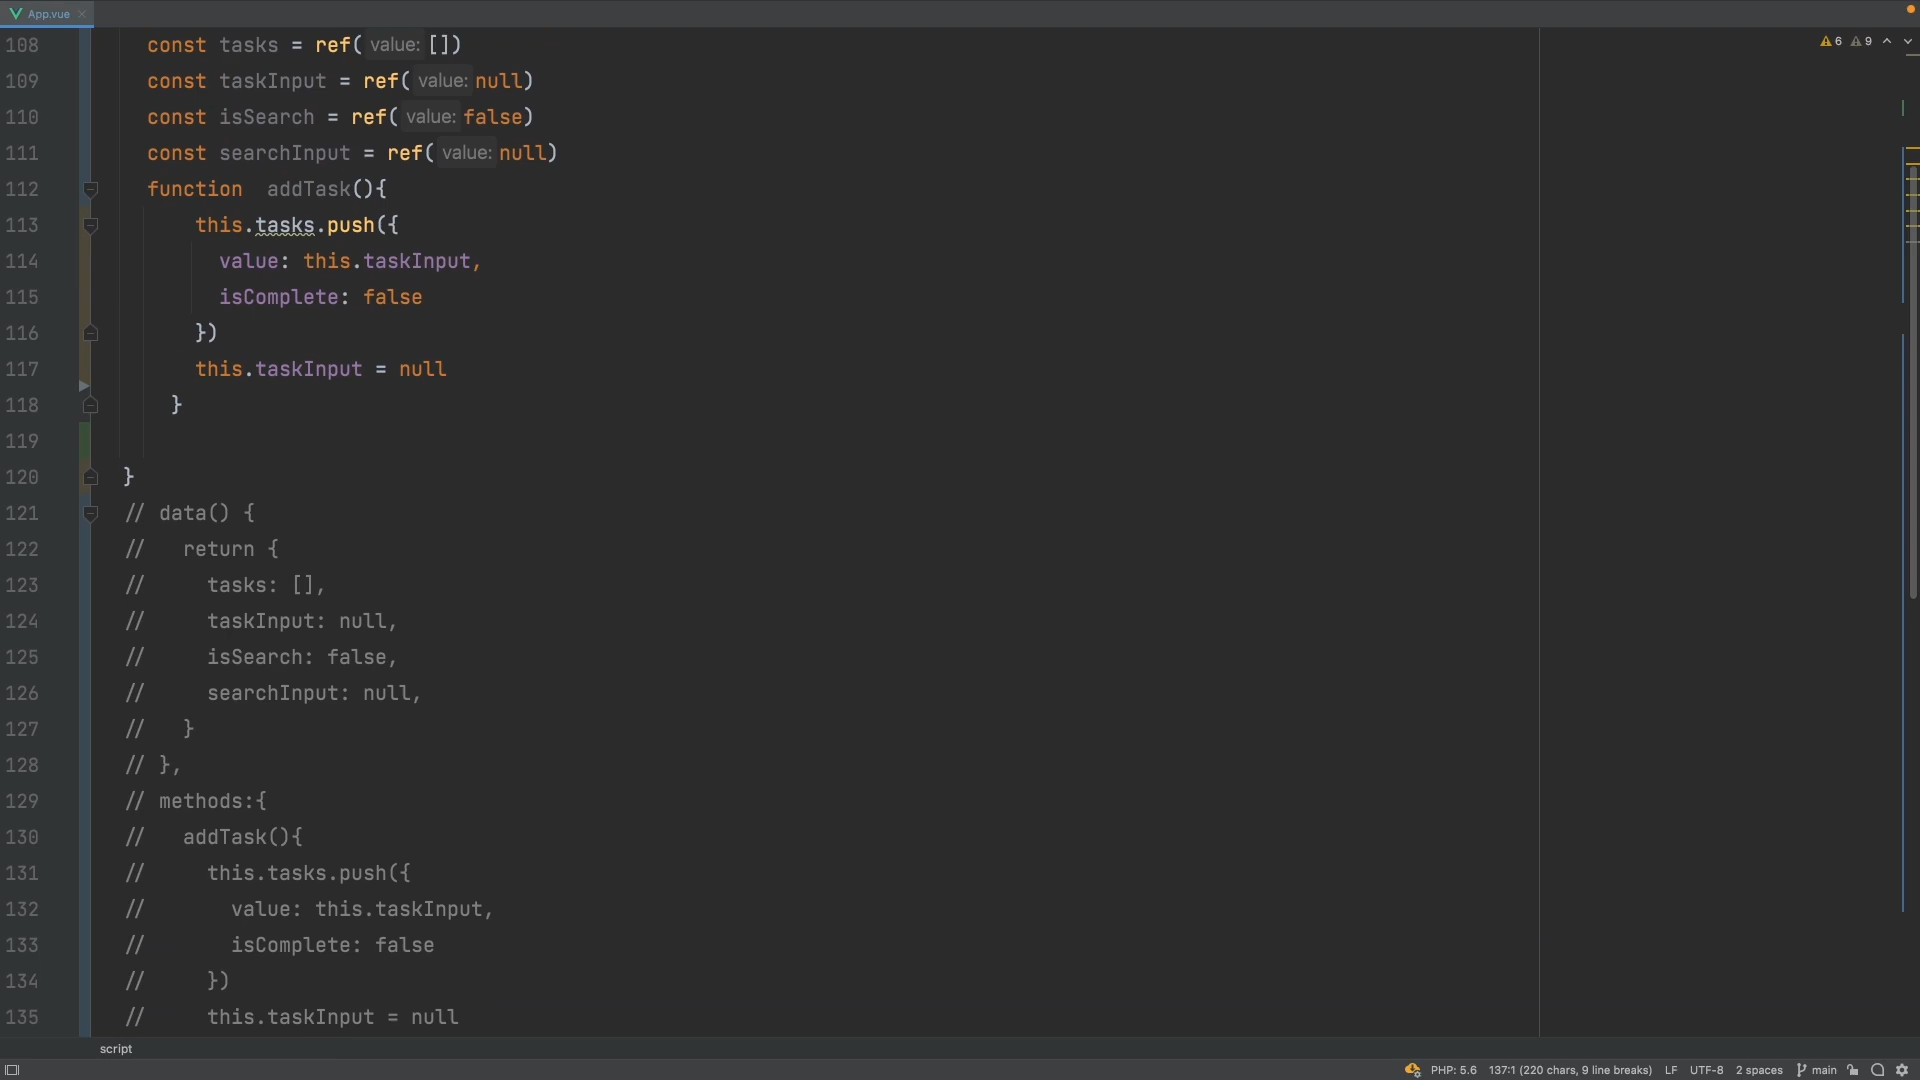 App.vue
108 const tasks = ref( value: [])
6 9
109 const taskInput = ref( value: null)
110 const isSearch = ref( value: false)
111 const searchInput = ref( value: null)
112 function addTask(){
113 this.tasks.push({
114 value: this.taskInput,
115 isComplete: false
116 })
117 this.taskInput = null
118 }
119
120 }
121 // data() {
122 // return {
123 // tasks: [],
124 // taskInput: null,
125 // isSearch: false,
126 // searchInput: null,
127 // }
128 // },
129 // methods:{
130 // addTask(){
131 // this.tasks.push({
132 // value: this.taskInput,
133 // isComplete: false
134 // })
135 // this.taskInput = null
script
PHP: 5.6 137:1 (220 chars, 9 line breaks) LF UTF-8 2 spaces main